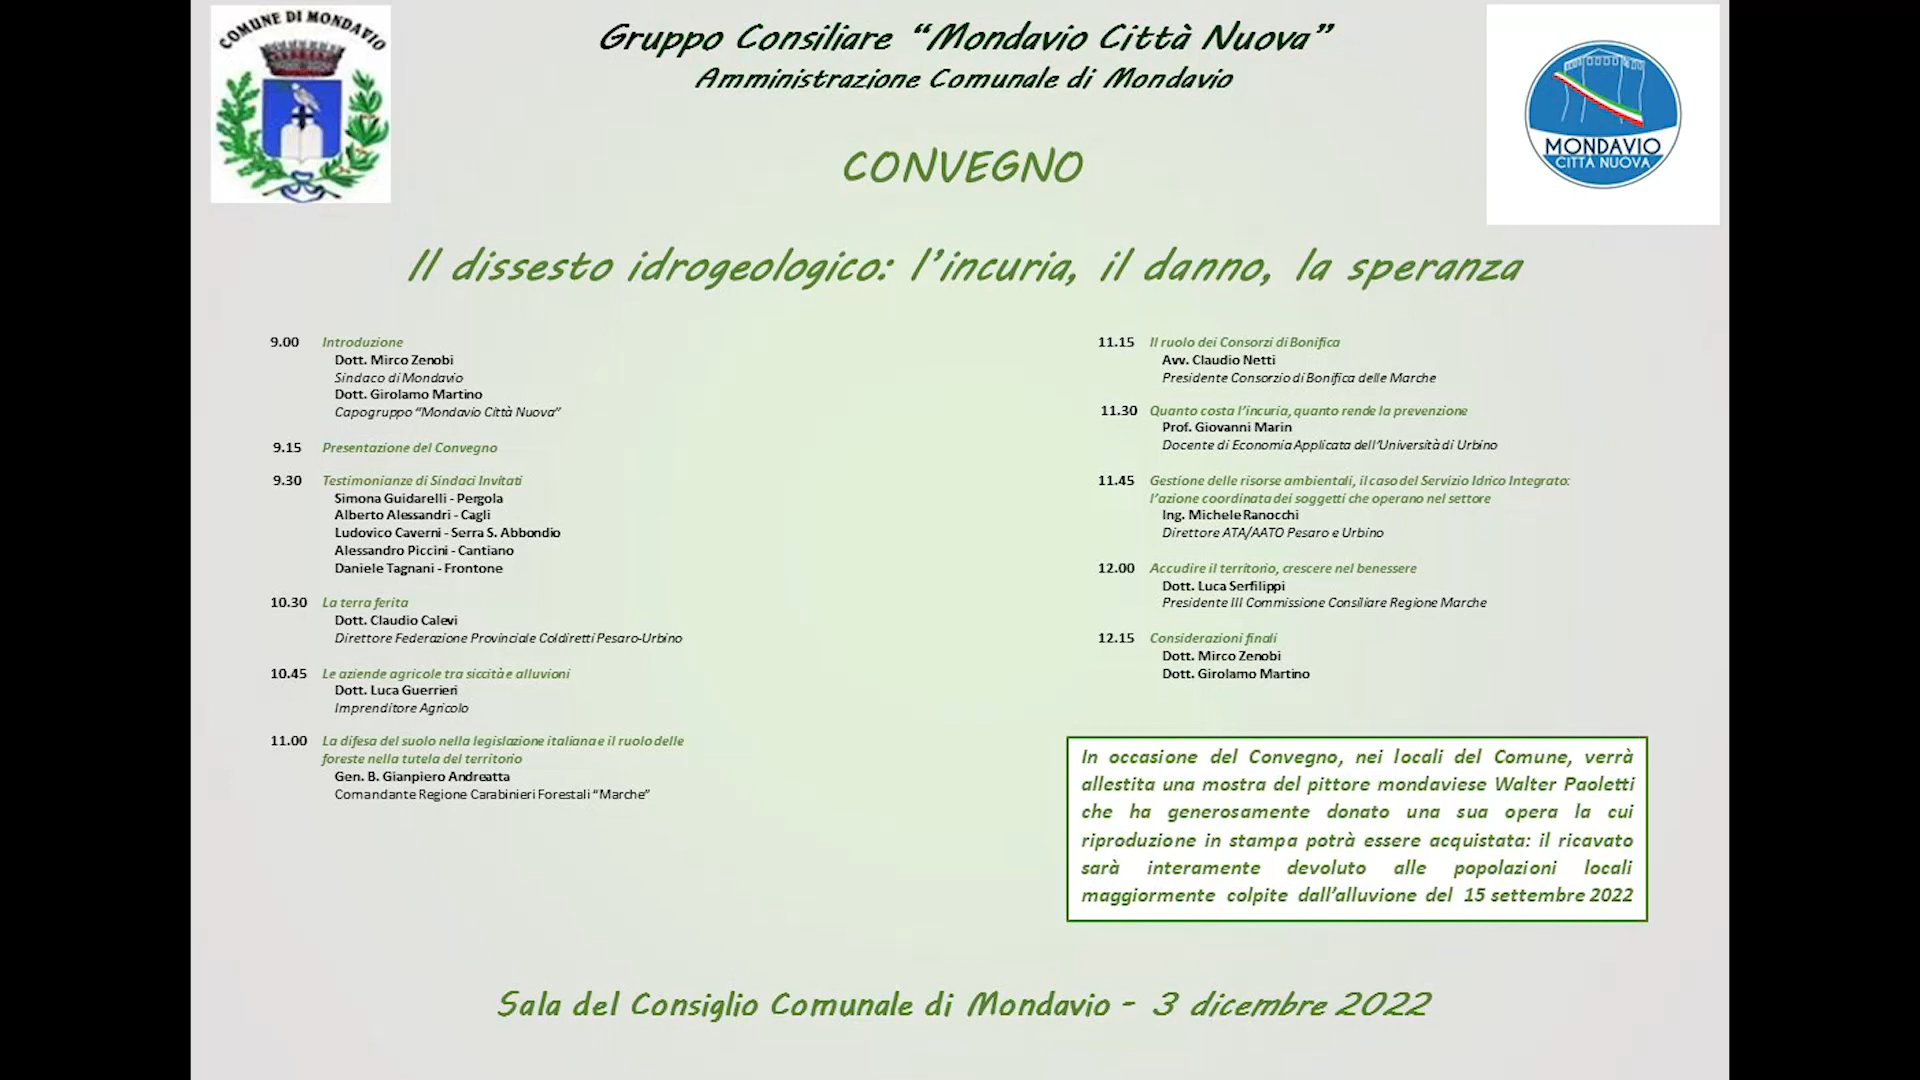 COMUNE DI MONDAVIO
Gruppo Consiliare “Mondavio Città Nuova”
Amministrazione Comunale di Mondavio
MONDAVIO
CITTÀ NUOVA
CONVEGNO
Il dissesto idrogeologico: l’incuria, il danno, la speranza
9.00 Introduzione
Dott. Mirco Zenobi
Sindaco di Mondavio
Dott. Girolamo Martino
Capogruppo “Mondavio Città Nuova”
9.15 Presentazione del Convegno
9.30 Testimonianze di Sindaci Invitati
Simona Guidarelli - Pergola
Alberto Alessandri - Cagli
Ludovico Caverni - Serra S. Abbondio
Alessandro Piccini - Cantiano
Daniele Tagnani - Frontone
10.30 La terra ferita
Dott. Claudio Calevi
Direttore Federazione Provinciale Coldiretti Pesaro-Urbino
10.45 Le aziende agricole tra siccità e alluvioni
Dott. Luca Guerrieri
Imprenditore Agricolo
11.00 La difesa del suolo nella legislazione italiana e il ruolo delle
foreste nella tutela del territorio
Gen. B. Gianpiero Andreatta
Comandante Regione Carabinieri Forestali “Marche”
11.15 Il ruolo dei Consorzi di Bonifica
Avv. Claudio Netti
Presidente Consorzio di Bonifica delle Marche
11.30 Quanto costa l’incuria, quanto rende la prevenzione
Prof. Giovanni Marin
Docente di Economia Applicata dell’Università di Urbino
11.45 Gestione delle risorse ambientali, il caso del Servizio Idrico Integrato:
l’azione coordinata dei soggetti che operano nel settore
Ing. Michele Ranocchi
Direttore ATA/AATO Pesaro e Urbino
12.00 Accudire il territorio, crescere nel benessere
Dott. Luca Serfilippi
Presidente III Commissione Consiliare Regione Marche
12.15 Considerazioni finali
Dott. Mirco Zenobi
Dott. Girolamo Martino
In occasione del Convegno, nei locali del Comune, verrà
allestita una mostra del pittore mondaviese Walter Paoletti
che ha generosamente donato una sua opera la cui
riproduzione in stampa potrà essere acquistata: il ricavato
sarà interamente devoluto alle popolazioni locali
maggiormente colpite dall’alluvione del 15 settembre 2022
Sala del Consiglio Comunale di Mondavio - 3 dicembre 2022